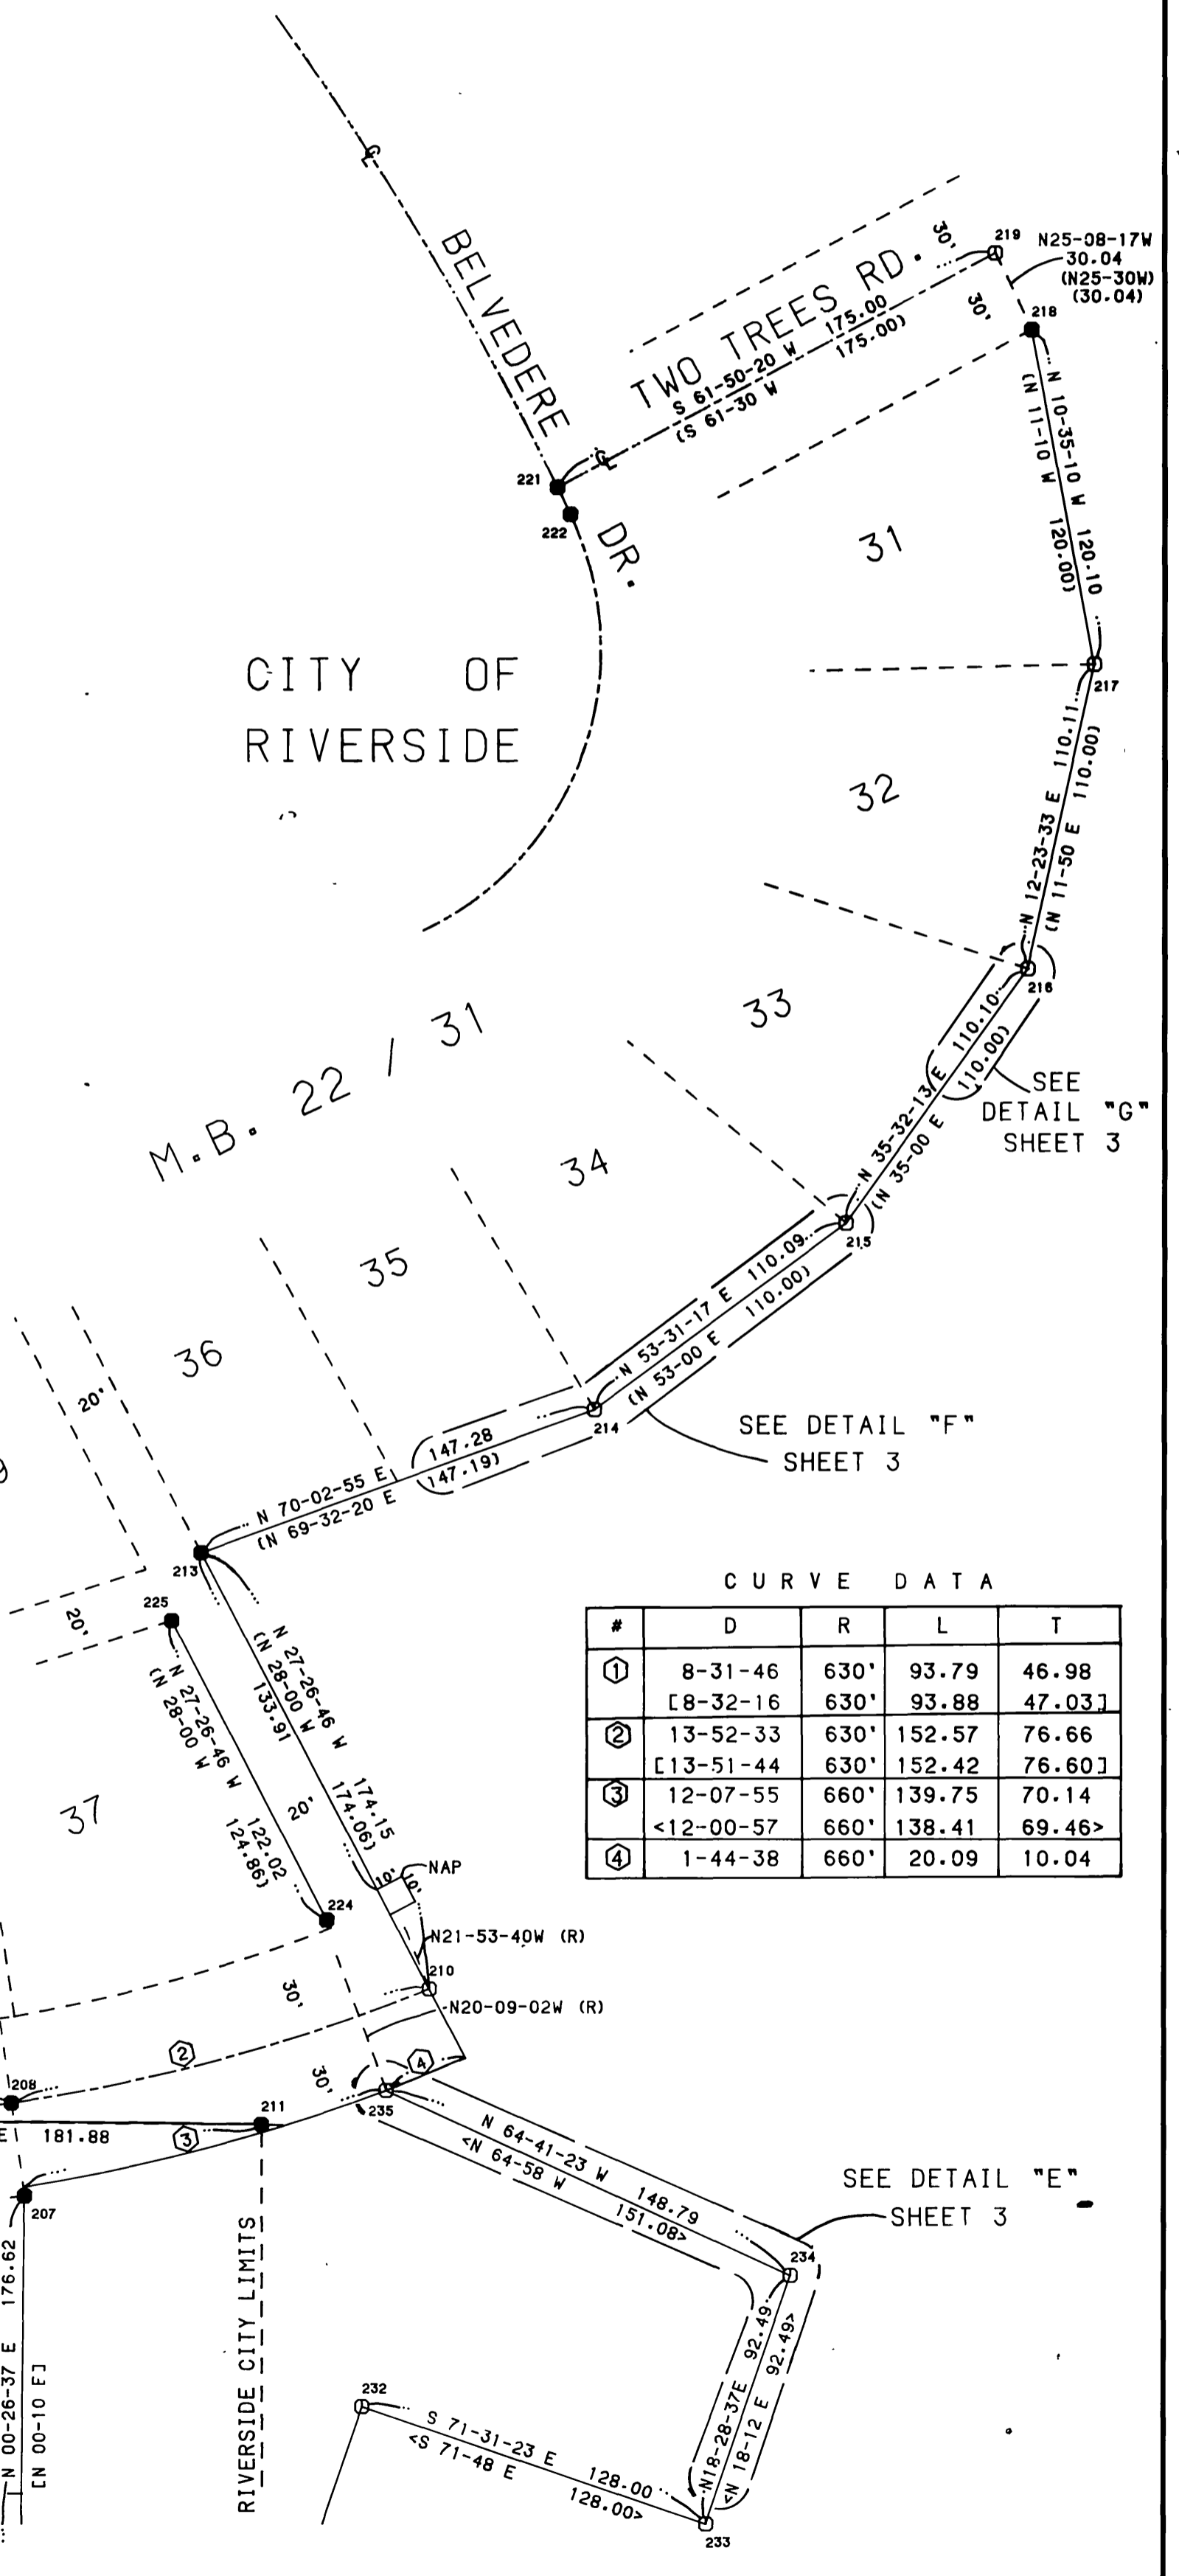 BELVEDERE
DR.
TWO TREES RD.
S 61-50-20 W 175.00
(S 61-30 W 175.00)
30'
30'
219
N25-08-17W
30.04
(N25-30W)
(30.04)
218
N 10-35-10 W 120.10
(N 11-10 W 120.00)
221
222
31
217
CITY OF
RIVERSIDE
N 12-23-33 E 110.11
(N 11-50 E 110.00)
32
216
33
N 35-32-13 E 110.10
(N 35-00 E 110.00)
SEE
DETAIL "G"
SHEET 3
M.B. 22 / 31
34
215
N 53-31-17 E 110.09
(N 53-00 E 110.00)
35
214
SEE DETAIL "F"
SHEET 3
36
20'
N 70-02-55 E 147.28
(N 69-32-20 E 147.19)
213
225
20'
N 27-26-46 W 174.15
(N 28-00 W 174.06)
133.91
N 27-26-46 W 122.02
(N 28-00 W 124.86)
20'
37
CURVE DATA
# D R L T
1 8-31-46 630' 93.79 46.98
[8-32-16 630' 93.88 47.03]
2 13-52-33 630' 152.57 76.66
[13-51-44 630' 152.42 76.60]
3 12-07-55 660' 139.75 70.14
<12-00-57 660' 138.41 69.46>
4 1-44-38 660' 20.09 10.04
NAP
10'
10'
224
N21-53-40W (R)
210
N20-09-02W (R)
30'
2
4
30'
208
211
235
E 181.88
3
207
N 64-41-23 W 148.79
<N 64-58 W 151.08>
SEE DETAIL "E"
SHEET 3
234
N18-28-37E 92.49
<N 18-12 E 92.49>
RIVERSIDE CITY LIMITS
N 00-26-37 E 176.62
[N 00-10 E]
232
S 71-31-23 E 128.00
<S 71-48 E 128.00>
233